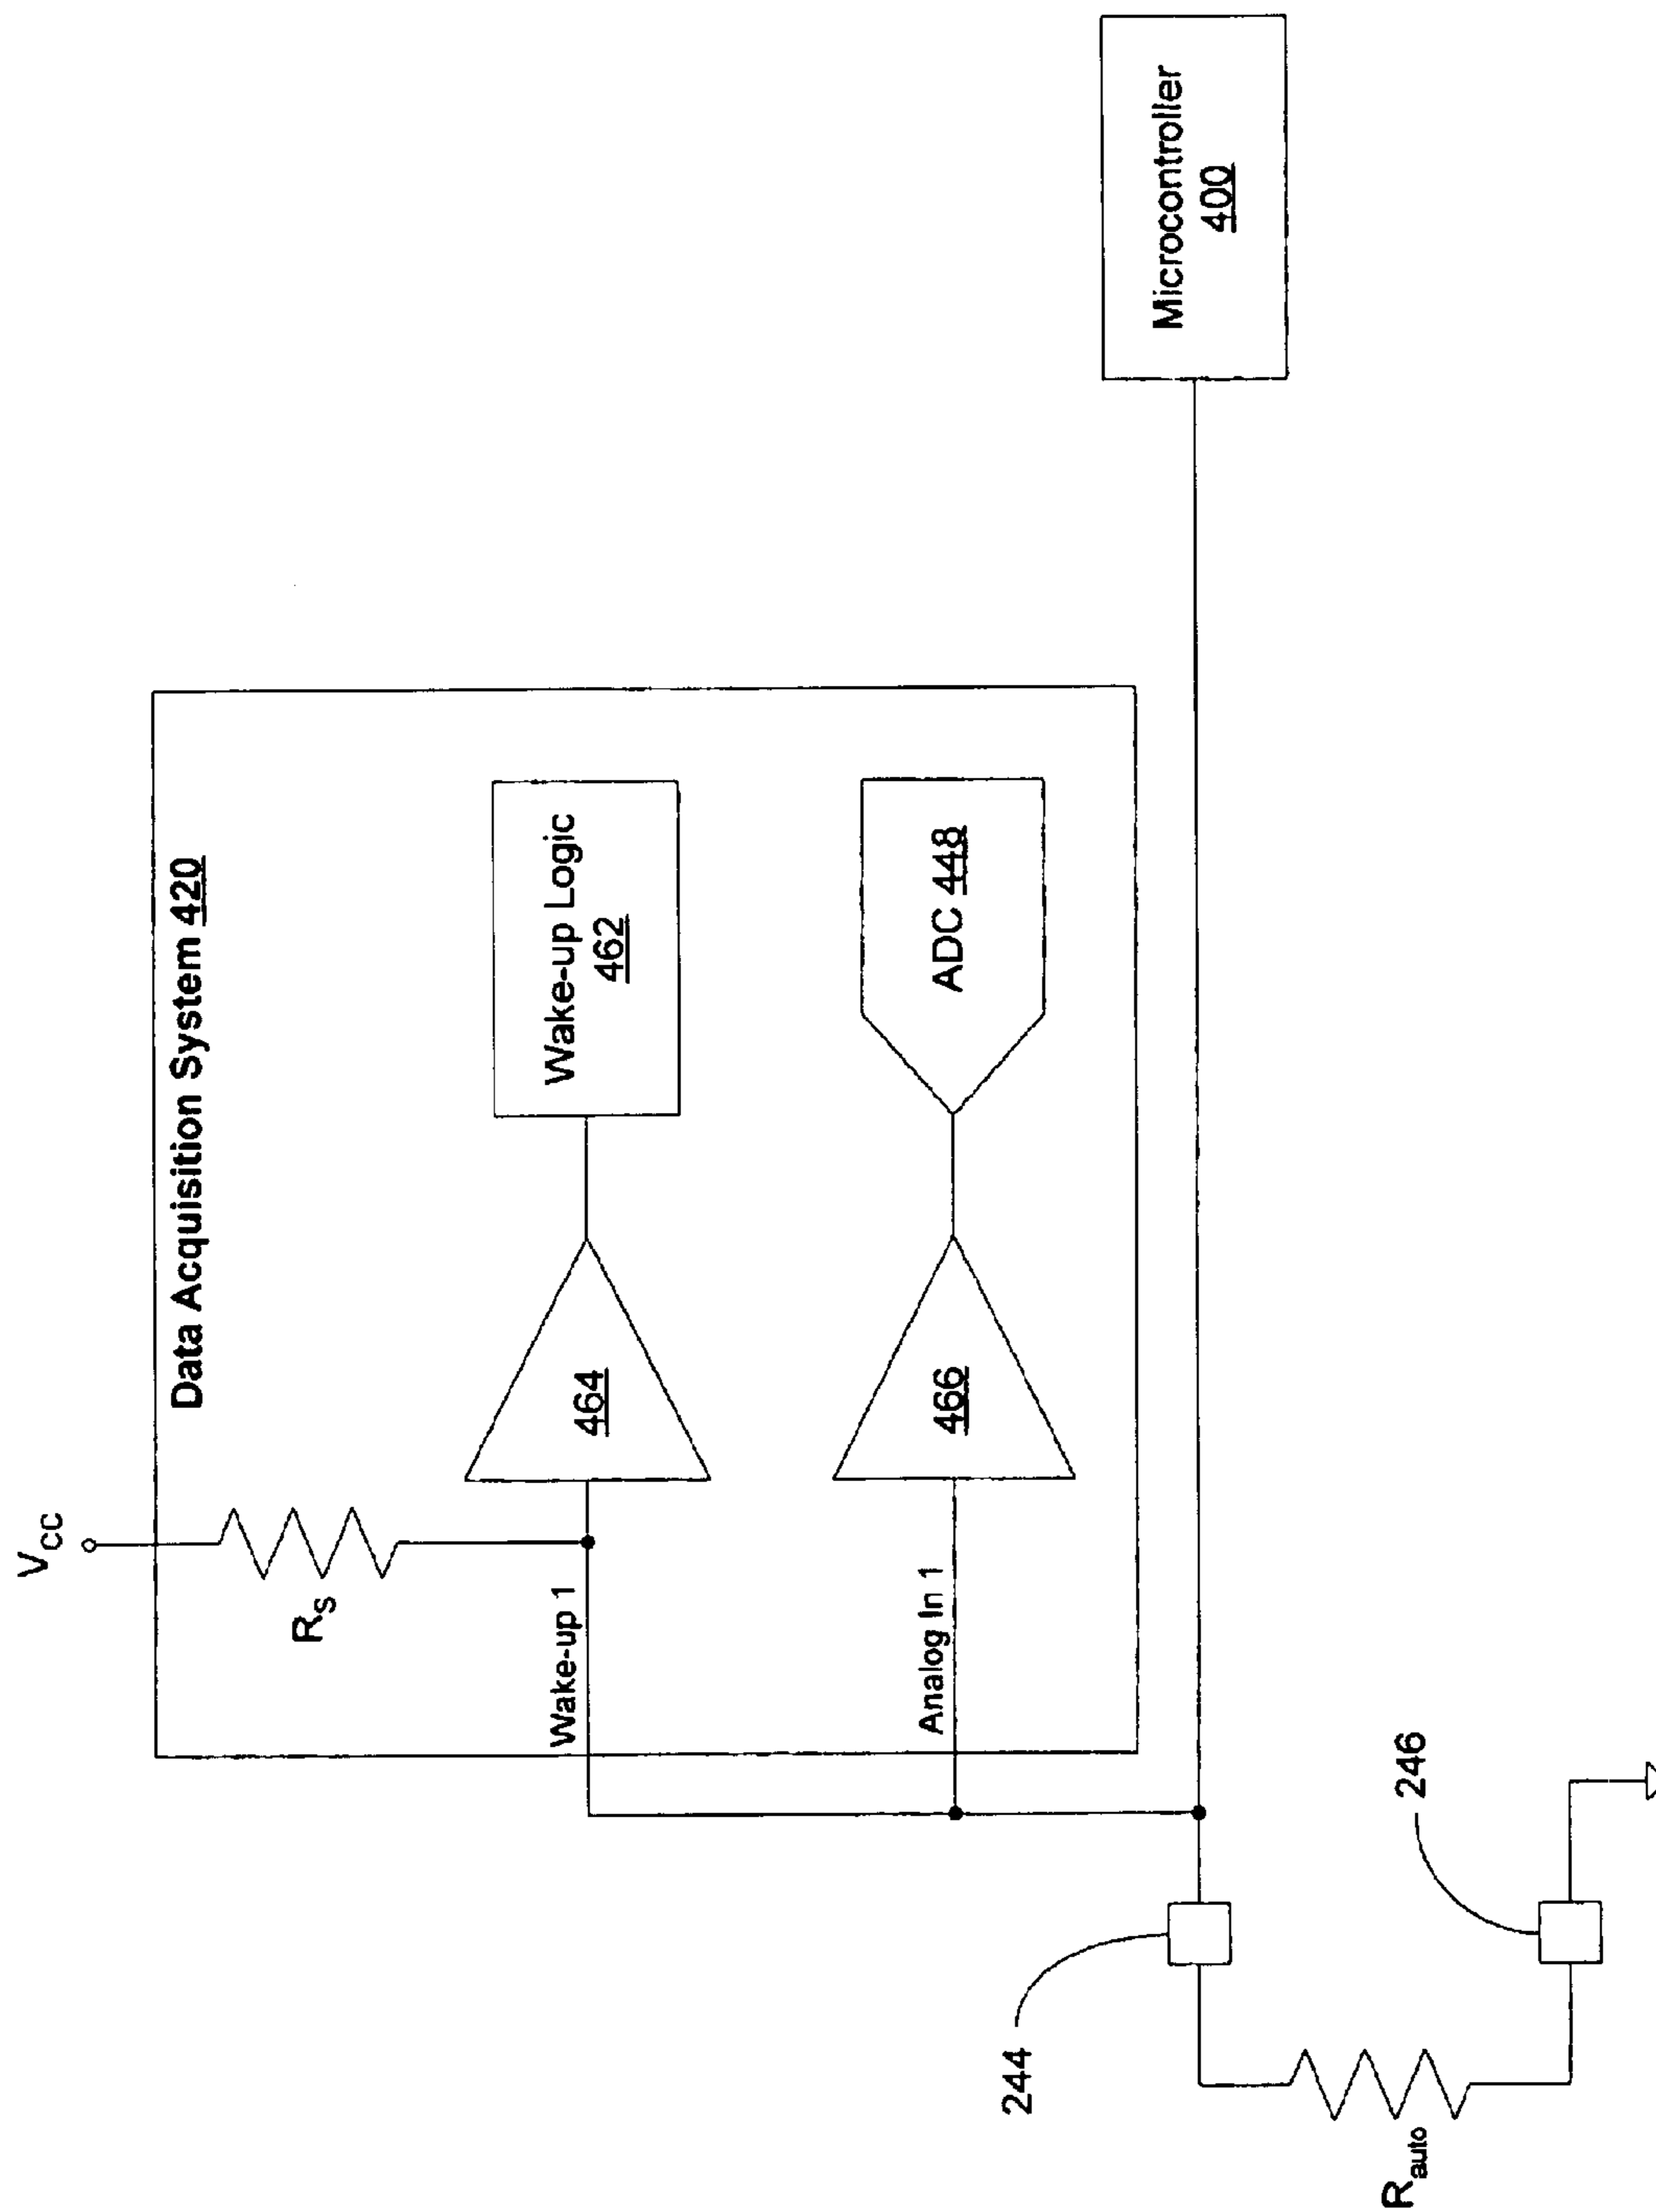 V_CC
Data Acquisition System 420
R_S
Wake-up 1
464
Wake-up Logic
462
Analog In 1
466
ADC 448
Microcontroller
400
244
246
R_auto